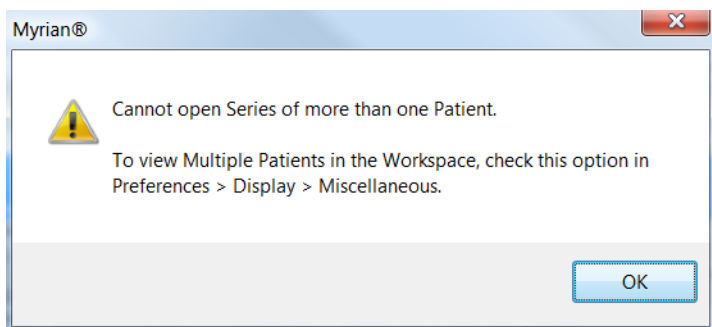 Myrian®
Cannot open Series of more than one Patient.
To view Multiple Patients in the Workspace, check this option in
Preferences > Display > Miscellaneous.
OK